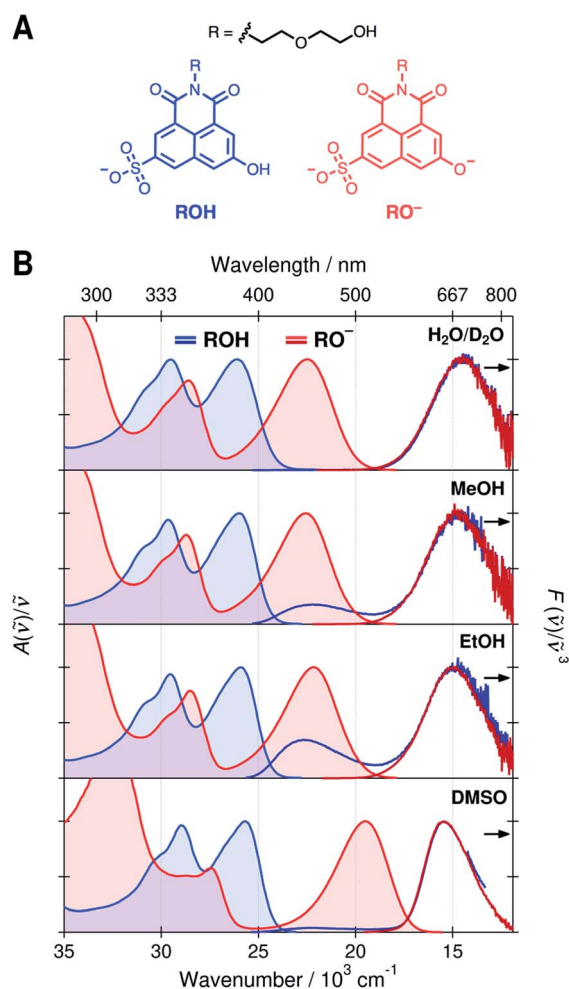 A
R = O OH
R R
O N O O N O
O S O⁻ O OH O S O⁻ O O⁻
ROH RO⁻
B
Wavelength / nm
300 333 400 500 667 800
ROH RO⁻ H₂O/D₂O
MeOH
EtOH
DMSO
A(ṽ)/ṽ
F(ṽ)/ṽ³
35 30 25 20 15
Wavenumber / 10³ cm⁻¹